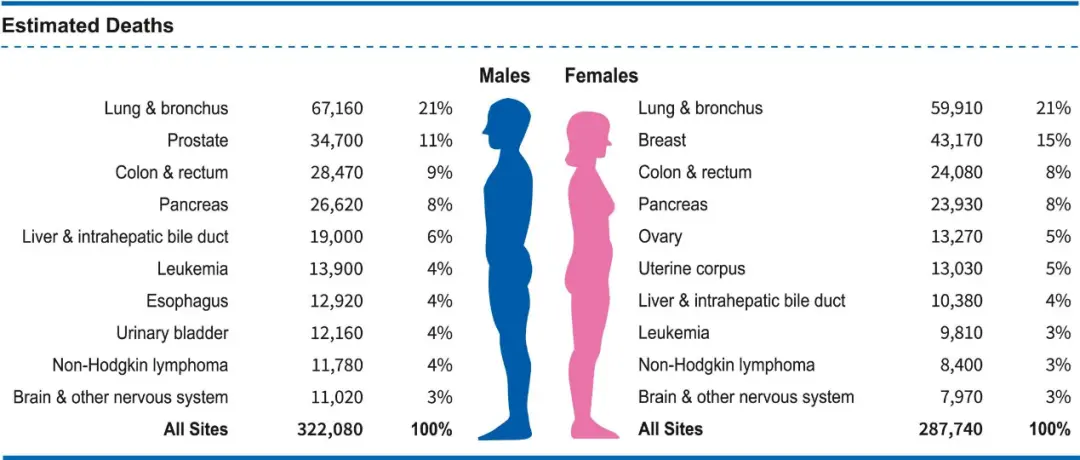 Estimated Deaths
Males Females
Lung & bronchus 67,160 21% Lung & bronchus 59,910 21%
Prostate 34,700 11% Breast 43,170 15%
Colon & rectum 28,470 9% Colon & rectum 24,080 8%
Pancreas 26,620 8% Pancreas 23,930 8%
Liver & intrahepatic bile duct 19,000 6% Ovary 13,270 5%
Leukemia 13,900 4% Uterine corpus 13,030 5%
Esophagus 12,920 4% Liver & intrahepatic bile duct 10,380 4%
Urinary bladder 12,160 4% Leukemia 9,810 3%
Non-Hodgkin lymphoma 11,780 4% Non-Hodgkin lymphoma 8,400 3%
Brain & other nervous system 11,020 3% Brain & other nervous system 7,970 3%
All Sites 322,080 100% All Sites 287,740 100%